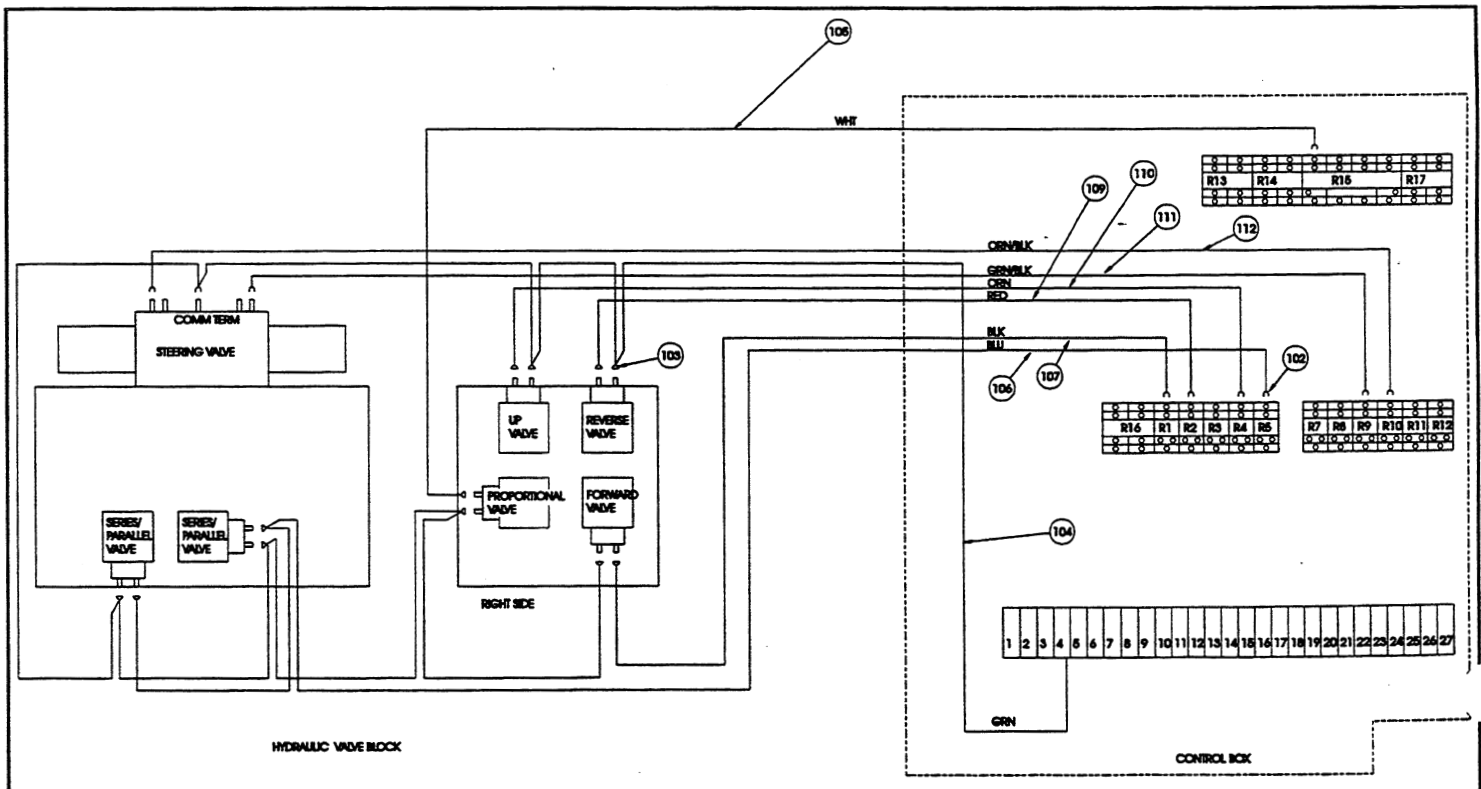 105
WHT
R13 R14 R15 R17
110
109
111
112
ORN/BLK
GRN/BLK
ORN
RED
COMM TERM
STEERING VALVE
BLK
BLU
103
102
106
107
UP
VALVE
REVERSE
VALVE
R16 R1 R2 R3 R4 R5
R7 R8 R9 R10 R11 R12
PROPORTIONAL
VALVE
FORWARD
VALVE
SERIES/
PARALLEL
VALVE
SERIES/
PARALLEL
VALVE
104
RIGHT SIDE
1 2 3 4 5 6 7 8 9 10 11 12 13 14 15 16 17 18 19 20 21 22 23 24 25 26 27
GRN
HYDRAULIC VALVE BLOCK
CONTROL BOX